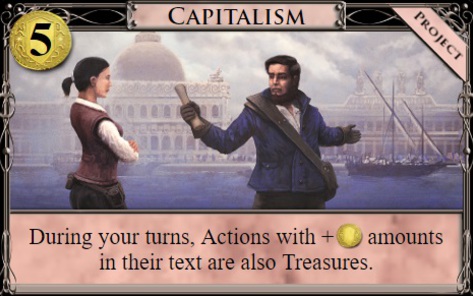 5
CAPITALISM
PROJECT
During your turns, Actions with + amounts
in their text are also Treasures.